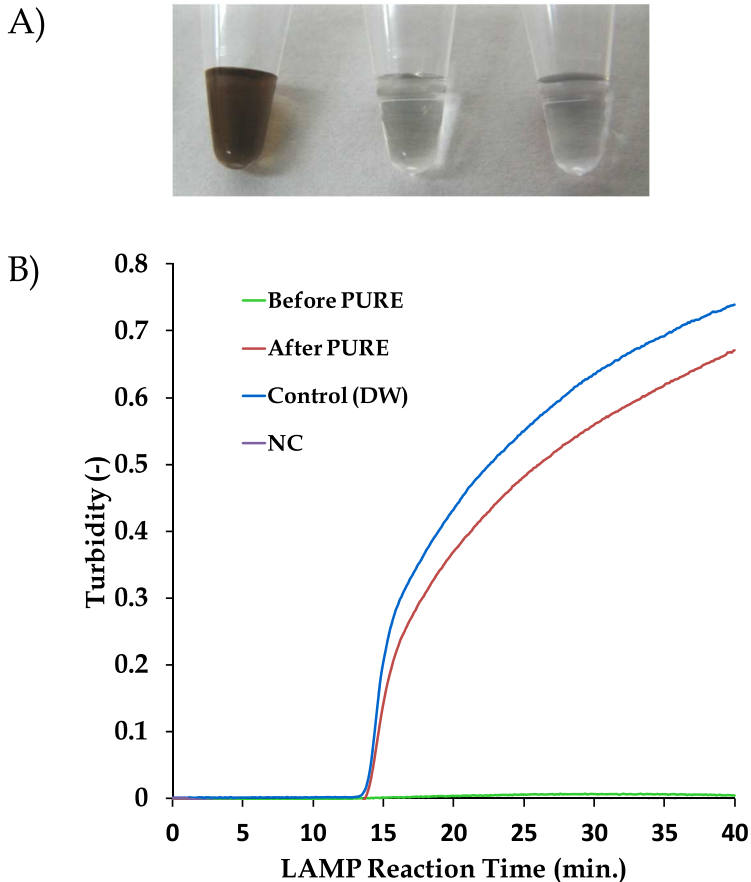 A)
B)
0.8
0.7
0.6
0.5
0.4
0.3
0.2
0.1
0
Turbidity (-)
Before PURE
After PURE
Control (DW)
NC
0 5 10 15 20 25 30 35 40
LAMP Reaction Time (min.)